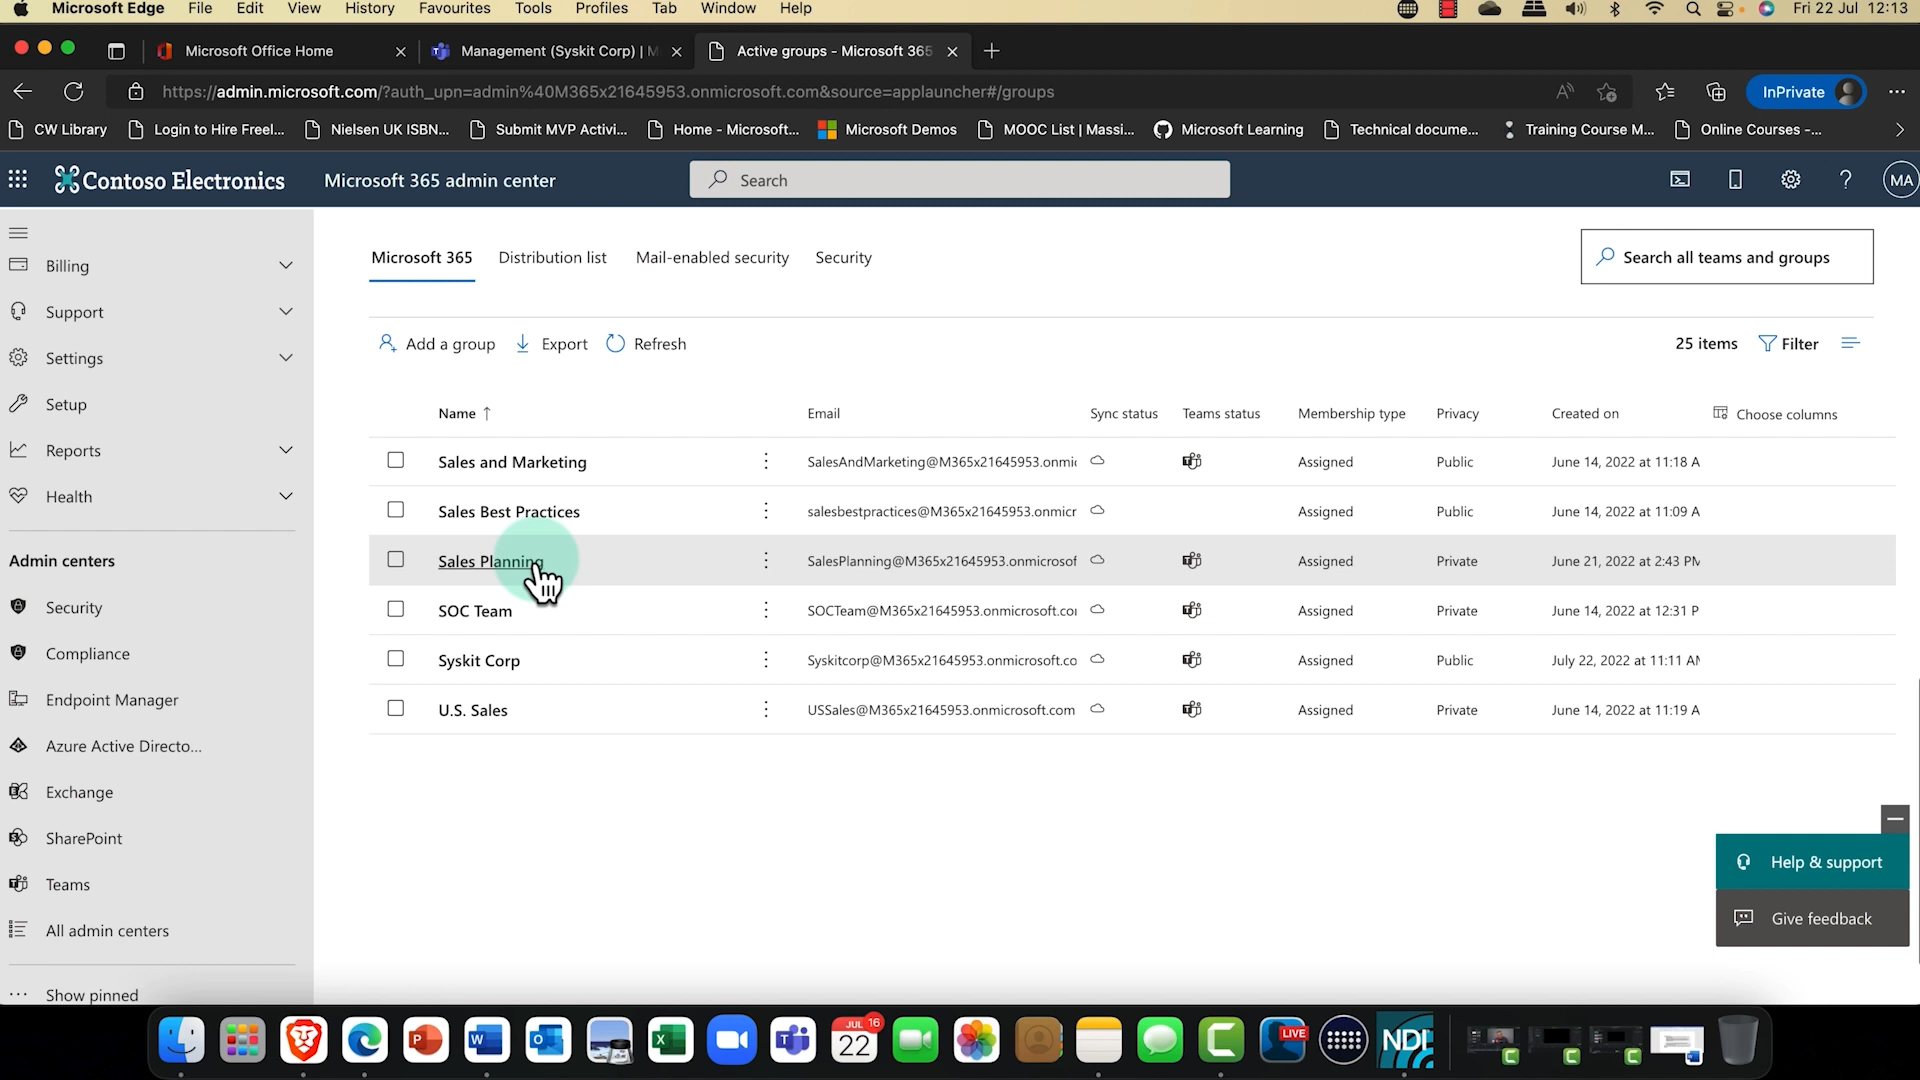 Microsoft Edge File Edit View History Favourites Tools Profiles Tab Window Help Fri 22 Jul 12:13
Microsoft Office Home Management (Syskit Corp) | M Active groups - Microsoft 365
https://admin.microsoft.com/?auth_upn=admin%40M365x21645953.onmicrosoft.com&source=applauncher#/groups InPrivate
CW Library Login to Hire Freel... Nielsen UK ISBN... Submit MVP Activi... Home - Microsoft... Microsoft Demos MOOC List | Massi... Microsoft Learning Technical docume... Training Course M... Online Courses -...
Contoso Electronics Microsoft 365 admin center Search MA
Billing
Support
Settings
Setup
Reports
Health
Admin centers
Security
Compliance
Endpoint Manager
Azure Active Directo...
Exchange
SharePoint
Teams
All admin centers
Show pinned
Microsoft 365 Distribution list Mail-enabled security Security Search all teams and groups
Add a group Export Refresh 25 items Filter
Name ↑ Email Sync status Teams status Membership type Privacy Created on Choose columns
Sales and Marketing SalesAndMarketing@M365x21645953.onmic Assigned Public June 14, 2022 at 11:18 A
Sales Best Practices salesbestpractices@M365x21645953.onmicr Assigned Public June 14, 2022 at 11:09 A
Sales Planning SalesPlanning@M365x21645953.onmicrosof Assigned Private June 21, 2022 at 2:43 PM
SOC Team SOCTeam@M365x21645953.onmicrosoft.co Assigned Private June 14, 2022 at 12:31 P
Syskit Corp Syskitcorp@M365x21645953.onmicrosoft.co Assigned Public July 22, 2022 at 11:11 AM
U.S. Sales USSales@M365x21645953.onmicrosoft.com Assigned Private June 14, 2022 at 11:19 A
Help & support
Give feedback
P W O X JUL 22 16 C LIVE NDI